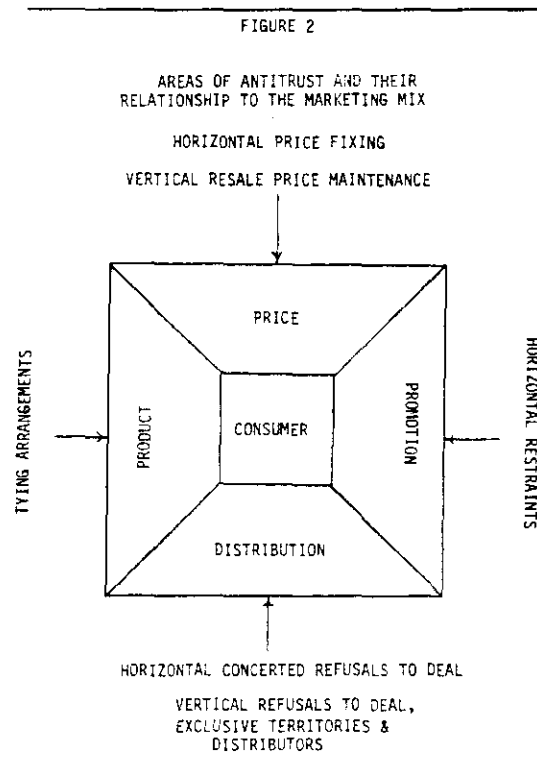 FIGURE 2
AREAS OF ANTITRUST AND THEIR
RELATIONSHIP TO THE MARKETING MIX
HORIZONTAL PRICE FIXING
VERTICAL RESALE PRICE MAINTENANCE
PRICE
TYING ARRANGEMENTS
PRODUCT
CONSUMER
PROMOTION
HORIZONTAL RESTRAINTS
DISTRIBUTION
HORIZONTAL CONCERTED REFUSALS TO DEAL
VERTICAL REFUSALS TO DEAL,
EXCLUSIVE TERRITORIES &
DISTRIBUTORS